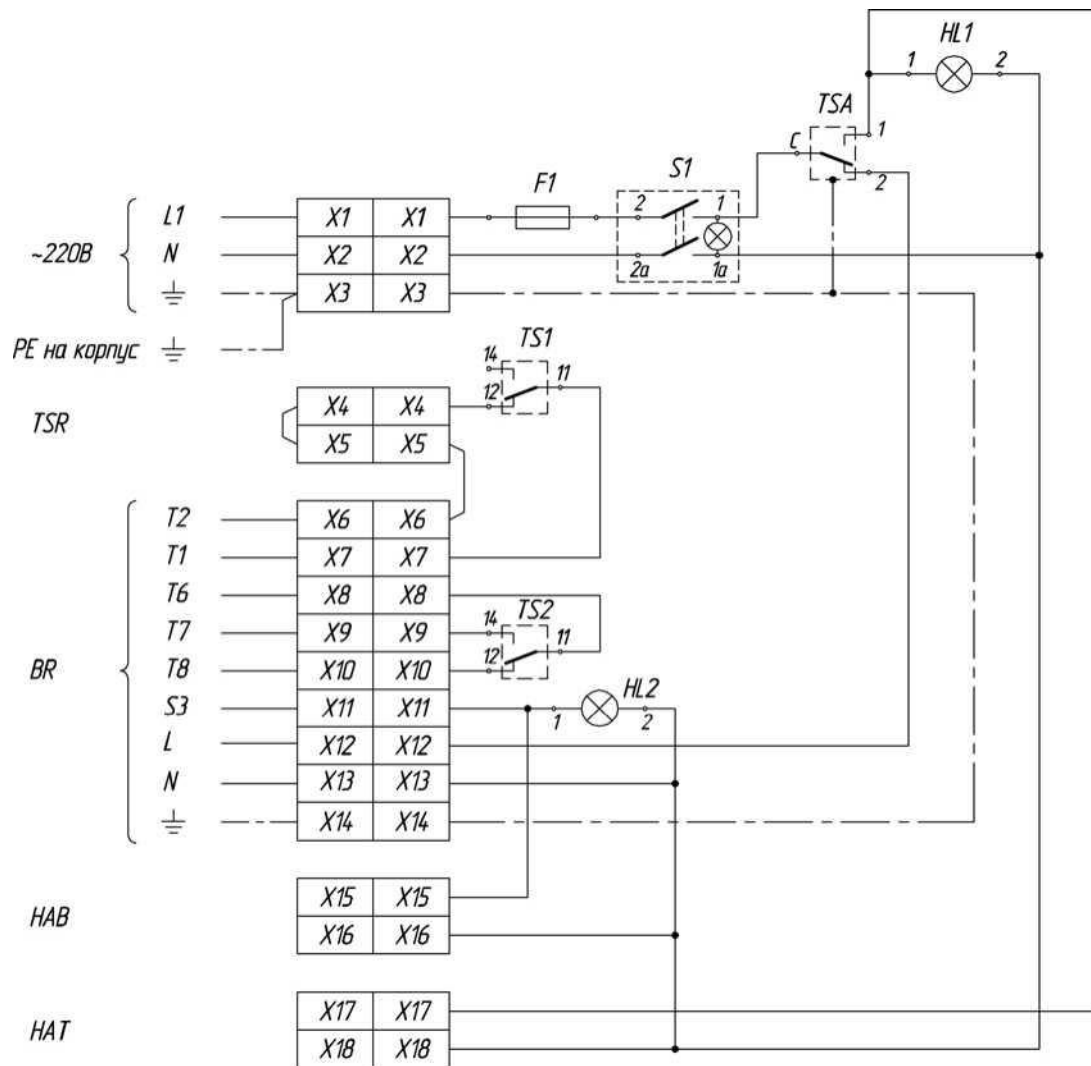 HL1
1 2
TSA
C 1
2
F1 S1
L1 X1 X1 2 1
~220В N X2 X2 2а 1а
X3 X3
PE на корпус
TS1
14 11
12
TSR X4 X4
X5 X5
T2 X6 X6
T1 X7 X7
T6 X8 X8
TS2
T7 X9 X9 14 11
BR T8 X10 X10 12
HL2
S3 X11 X11 1 2
L X12 X12
N X13 X13
X14 X14
HAB X15 X15
X16 X16
HAT X17 X17
X18 X18